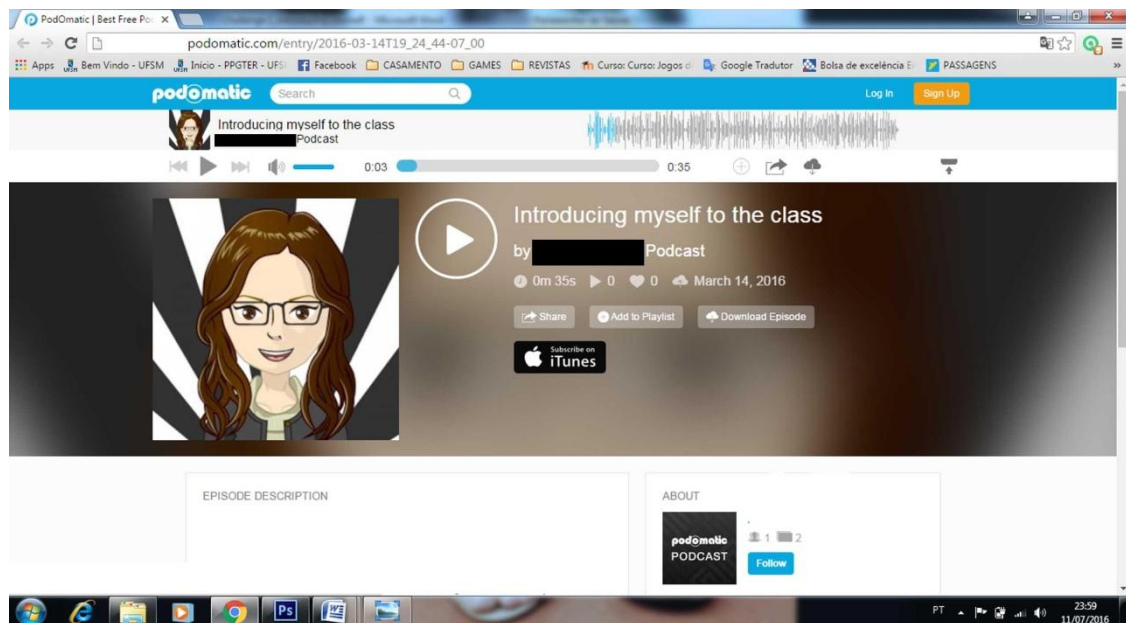 PodOmatic | Best Free Po
podomatic.com/entry/2016-03-14T19_24_44-07_00
Apps Bem Vindo - UFSM Início - PPGTER - UFS Facebook CASAMENTO GAMES REVISTAS Curso: Curso: Jogos d Google Tradutor Bolsa de excelência E PASSAGENS »
podomatic Search Log In Sign Up
Introducing myself to the class
Podcast
0:03 0:35
Introducing myself to the class
by Podcast
0m 35s 0 0 March 14, 2016
Share Add to Playlist Download Episode
Subscribe on
iTunes
EPISODE DESCRIPTION ABOUT
podomatic
PODCAST
1 2
Follow
Ps PT 23:59
11/07/2016